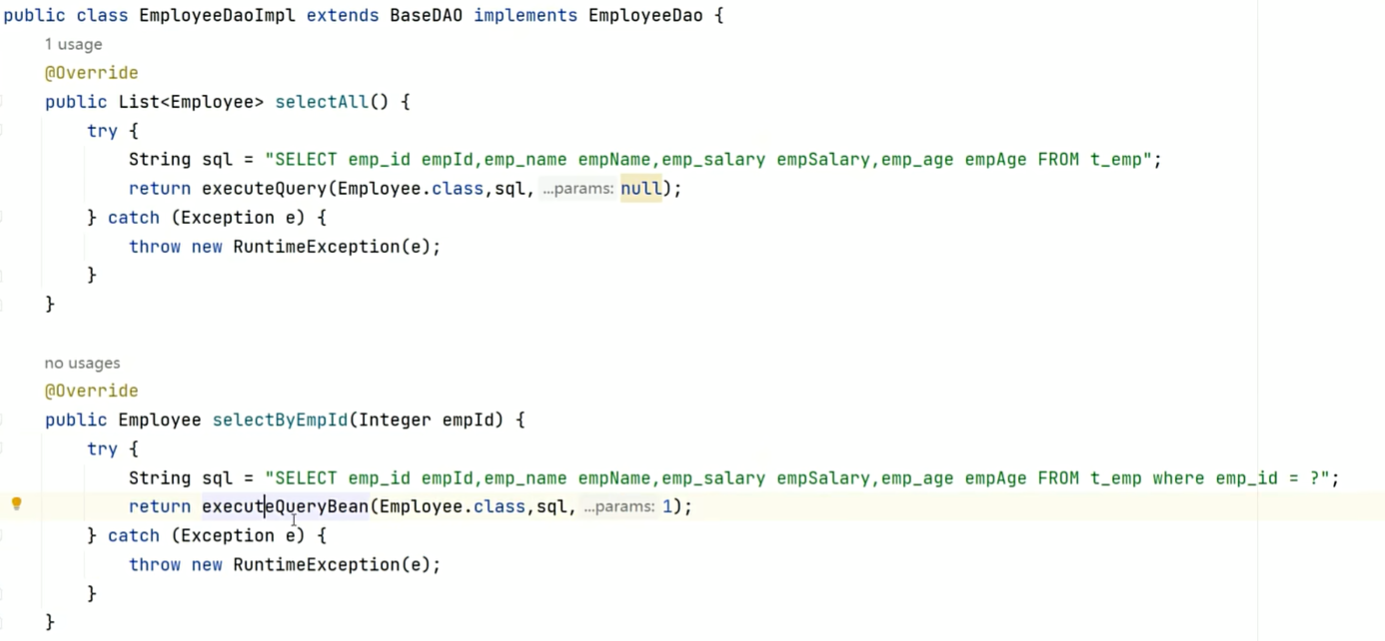 public class EmployeeDaoImpl extends BaseDAO implements EmployeeDao {
1 usage
@Override
public List<Employee> selectAll() {
try {
String sql = "SELECT emp_id empId,emp_name empName,emp_salary empSalary,emp_age empAge FROM t_emp";
return executeQuery(Employee.class,sql, ...params: null);
} catch (Exception e) {
throw new RuntimeException(e);
}
}
no usages
@Override
public Employee selectByEmpId(Integer empId) {
try {
String sql = "SELECT emp_id empId,emp_name empName,emp_salary empSalary,emp_age empAge FROM t_emp where emp_id = ?";
return executeQueryBean(Employee.class,sql, ...params: 1);
} catch (Exception e) {
throw new RuntimeException(e);
}
}